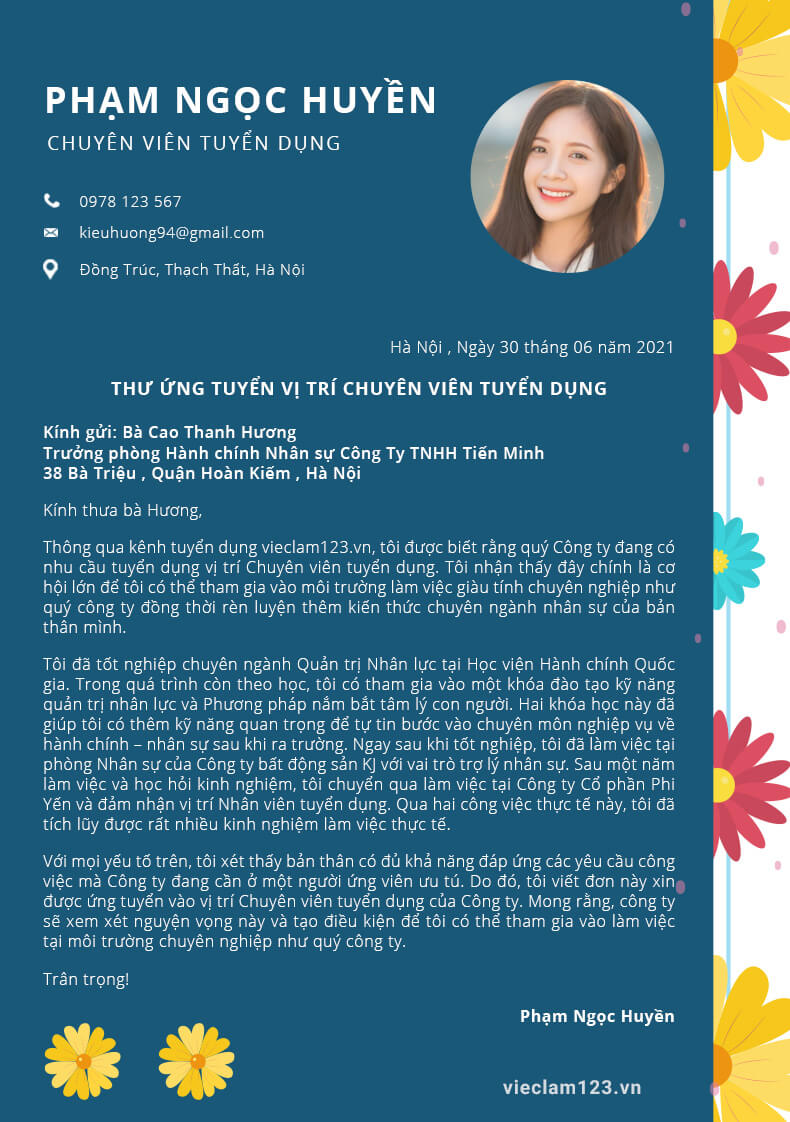 PHẠM NGỌC HUYỀN
CHUYÊN VIÊN TUYỂN DỤNG
0978 123 567
kieuhuong94@gmail.com
Đồng Trúc, Thạch Thất, Hà Nội
Hà Nội , Ngày 30 tháng 06 năm 2021
THƯ ỨNG TUYỂN VỊ TRÍ CHUYÊN VIÊN TUYỂN DỤNG
Kính gửi: Bà Cao Thanh Hương
Trưởng phòng Hành chính Nhân sự Công Ty TNHH Tiến Minh
38 Bà Triệu , Quận Hoàn Kiếm , Hà Nội
Kính thưa bà Hương,
Thông qua kênh tuyển dụng vieclam123.vn, tôi được biết rằng quý Công ty đang có
nhu cầu tuyển dụng vị trí Chuyên viên tuyển dụng. Tôi nhận thấy đây chính là cơ
hội lớn để tôi có thể tham gia vào môi trường làm việc giàu tính chuyên nghiệp như
quý công ty đồng thời rèn luyện thêm kiến thức chuyên ngành nhân sự của bản
thân mình.
Tôi đã tốt nghiệp chuyên ngành Quản trị Nhân lực tại Học viện Hành chính Quốc
gia. Trong quá trình còn theo học, tôi có tham gia vào một khóa đào tạo kỹ năng
quản trị nhân lực và Phương pháp nắm bắt tâm lý con người. Hai khóa học này đã
giúp tôi có thêm kỹ năng quan trọng để tự tin bước vào chuyên môn nghiệp vụ về
hành chính – nhân sự sau khi ra trường. Ngay sau khi tốt nghiệp, tôi đã làm việc tại
phòng Nhân sự của Công ty bất động sản KJ với vai trò trợ lý nhân sự. Sau một năm
làm việc và học hỏi kinh nghiệm, tôi chuyển qua làm việc tại Công ty Cổ phần Phi
Yến và đảm nhận vị trí Nhân viên tuyển dụng. Qua hai công việc thực tế này, tôi đã
tích lũy được rất nhiều kinh nghiệm làm việc thực tế.
Với mọi yếu tố trên, tôi xét thấy bản thân có đủ khả năng đáp ứng các yêu cầu công
việc mà Công ty đang cần ở một người ứng viên ưu tú. Do đó, tôi viết đơn này xin
được ứng tuyển vào vị trí Chuyên viên tuyển dụng của Công ty. Mong rằng, công ty
sẽ xem xét nguyện vọng này và tạo điều kiện để tôi có thể tham gia vào làm việc
tại môi trường chuyên nghiệp như quý công ty.
Trân trọng!
Phạm Ngọc Huyền
vieclam123.vn